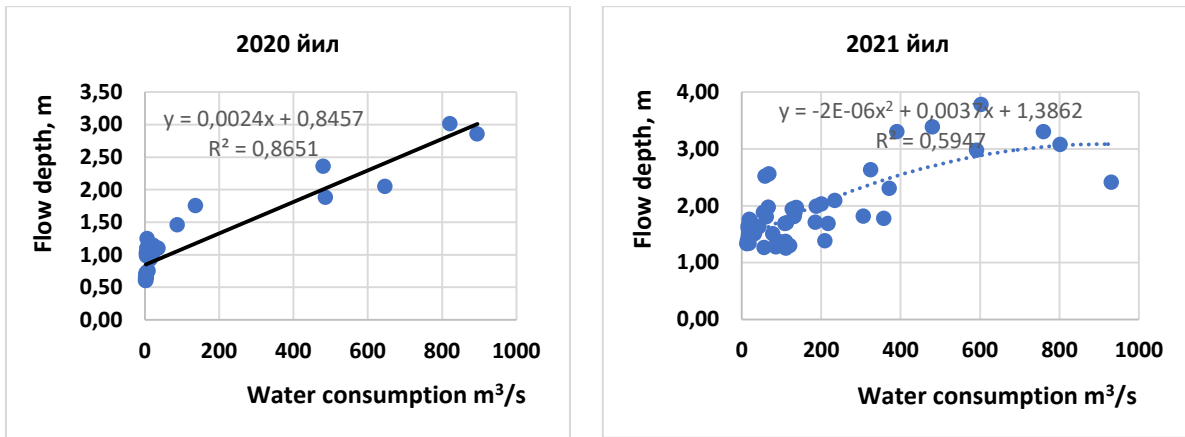 2020 йил
y = 0,0024x + 0,8457
R² = 0,8651
Flow depth, m
3,50
3,00
2,50
2,00
1,50
1,00
0,50
0,00
0 200 400 600 800 1000
Water consumption m³/s
2021 йил
y = -2E-06x² + 0,0037x + 1,3862
R² = 0,5947
Flow depth, m
4,00
3,00
2,00
1,00
0,00
0 200 400 600 800 1000
Water consumption m³/s